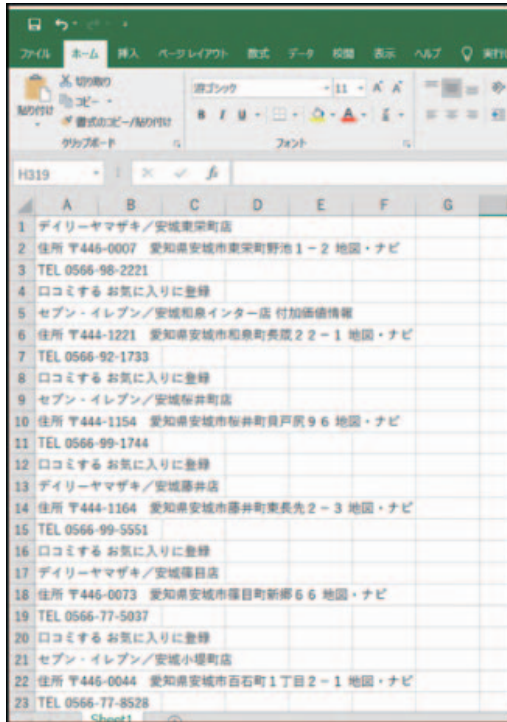 ファイル ホーム 挿入 ページ レイアウト 数式 データ 校閲 表示 ヘルプ
貼り付け 切り取り 游ゴシック 11 A A
コピー
書式のコピー/貼り付け B I U A
クリップボード フォント
H319 fx
A B C D E F G
1 デイリーヤマザキ／安城東栄町店
2 住所 〒446-0007 愛知県安城市東栄町野池１－２ 地図・ナビ
3 TEL 0566-98-2221
4 口コミする お気に入りに登録
5 セブン‐イレブン／安城和泉インター店 付加価値情報
6 住所 〒444-1221 愛知県安城市和泉町長筬２２－１ 地図・ナビ
7 TEL 0566-92-1733
8 口コミする お気に入りに登録
9 セブン‐イレブン／安城桜井町店
10 住所 〒444-1154 愛知県安城市桜井町貝戸尻９６ 地図・ナビ
11 TEL 0566-99-1744
12 口コミする お気に入りに登録
13 デイリーヤマザキ／安城藤井店
14 住所 〒444-1164 愛知県安城市藤井町東長先２－３ 地図・ナビ
15 TEL 0566-99-5551
16 口コミする お気に入りに登録
17 デイリーヤマザキ／安城篠目店
18 住所 〒446-0073 愛知県安城市篠目町新郷６６ 地図・ナビ
19 TEL 0566-77-5037
20 口コミする お気に入りに登録
21 セブン‐イレブン／安城小堤町店
22 住所 〒446-0044 愛知県安城市百石町１丁目２－１ 地図・ナビ
23 TEL 0566-77-8528
Sheet1